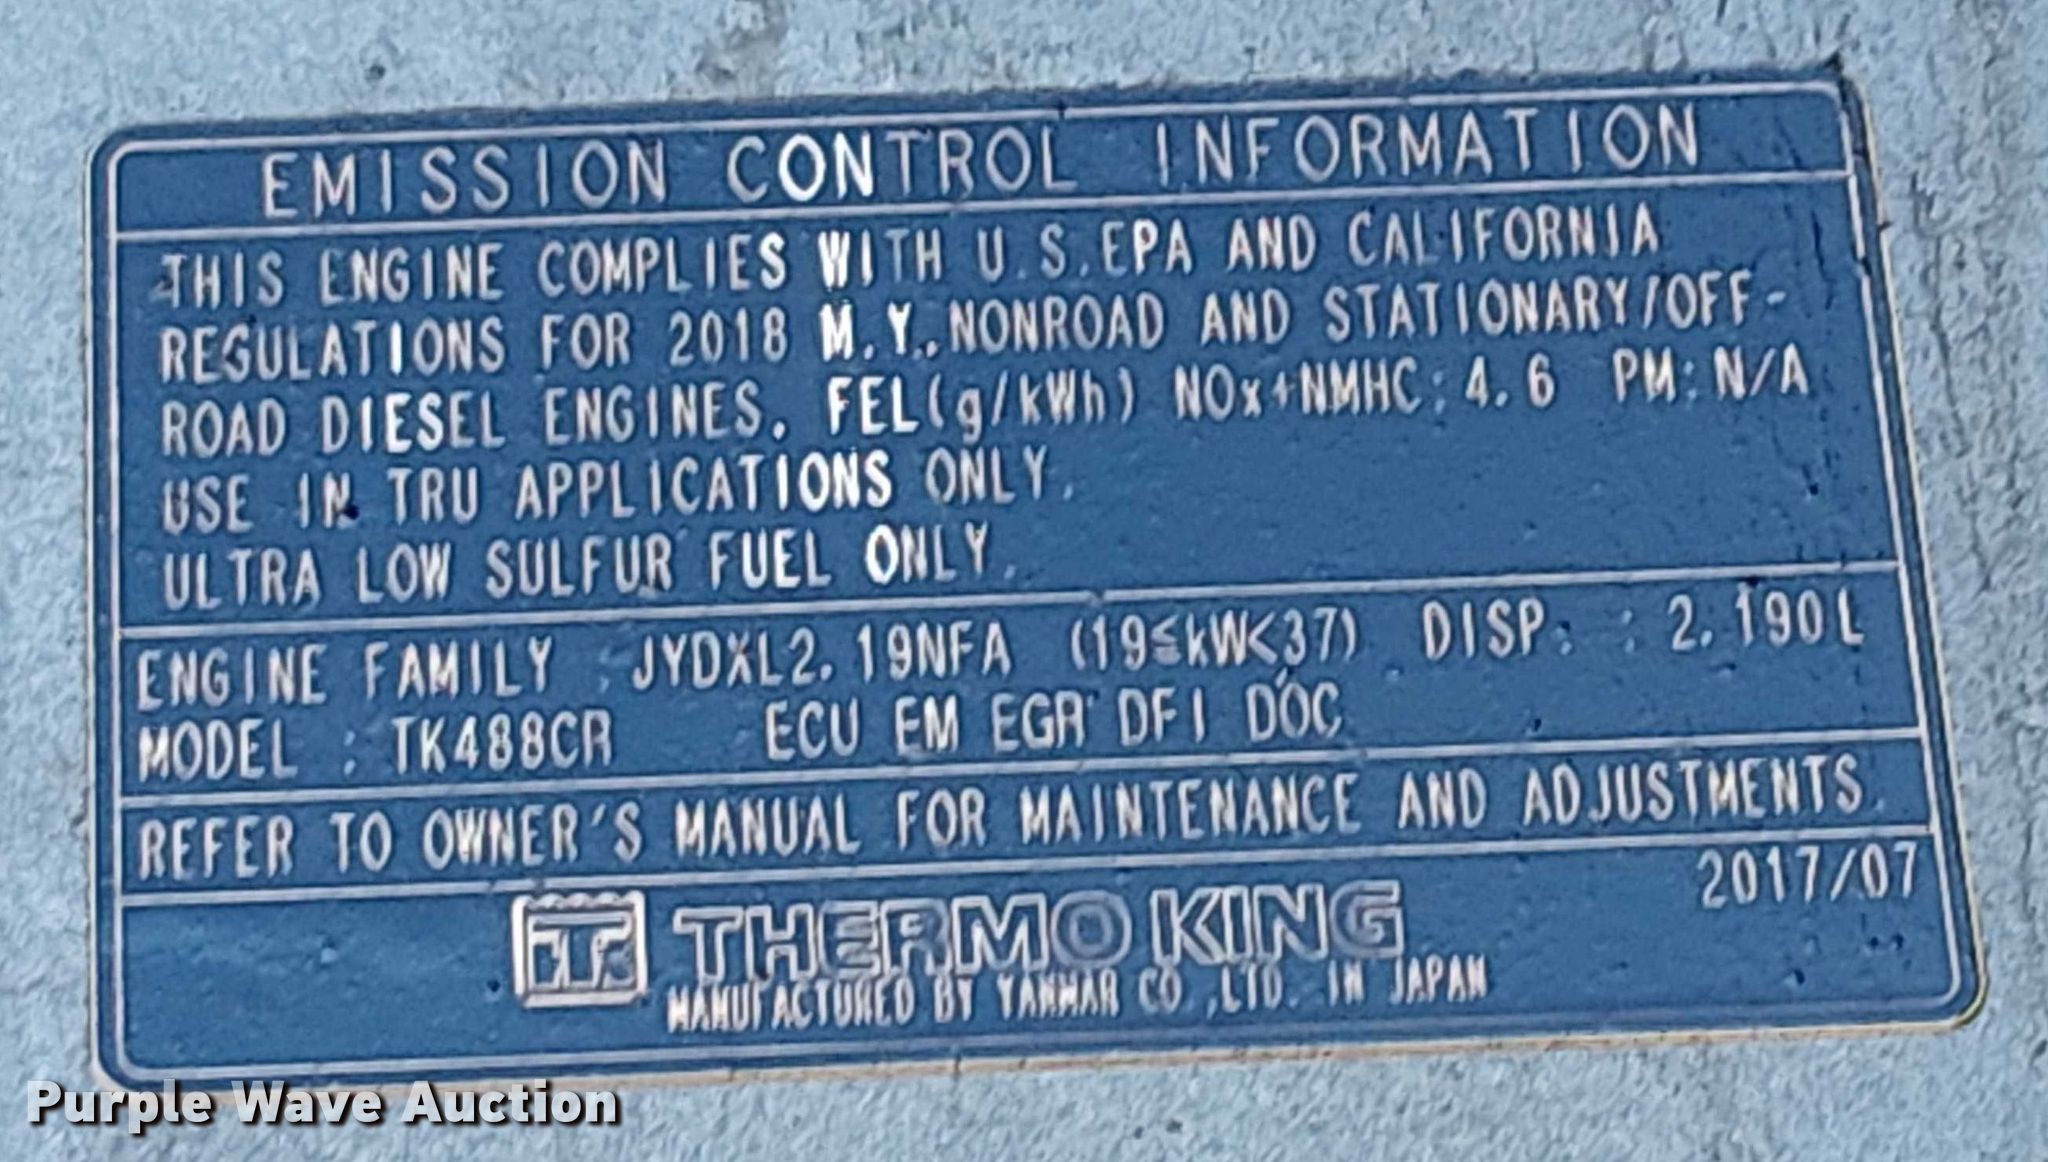 EMISSION CONTROL INFORMATION
THIS ENGINE COMPLIES WITH U.S.EPA AND CALIFORNIA
REGULATIONS FOR 2018 M.Y.,NONROAD AND STATIONARY/OFF-
ROAD DIESEL ENGINES. FEL(g/kWh) NOx+NMHC:4.6 PM:N/A
USE IN TRU APPLICATIONS ONLY.
ULTRA LOW SULFUR FUEL ONLY.
ENGINE FAMILY : JYDXL2.19NFA (19≤kW<37) DISP. : 2.190L
MODEL : TK488CR ECU EM EGR DFI DOC
REFER TO OWNER'S MANUAL FOR MAINTENANCE AND ADJUSTMENTS.
2017/07
TK THERMO KING
MANUFACTURED BY YANMAR CO.,LTD. IN JAPAN
Purple Wave Auction